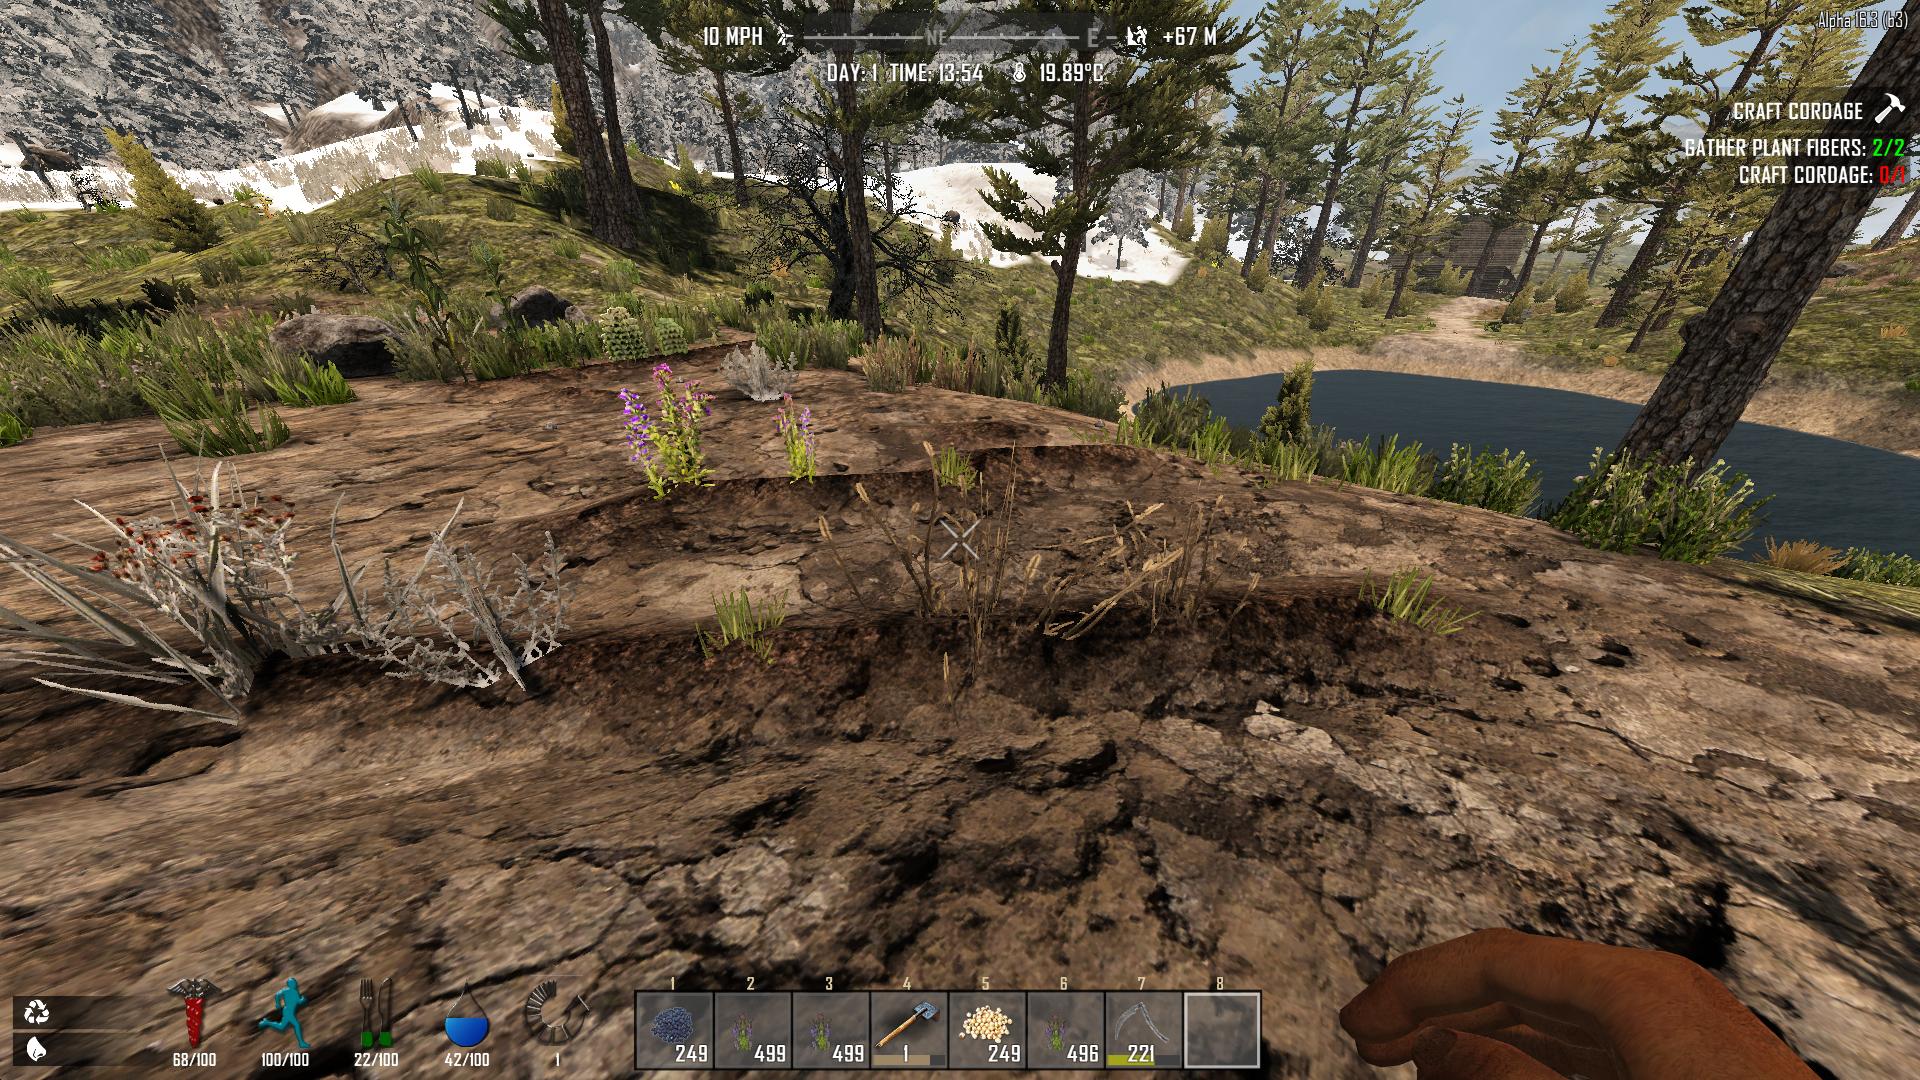 Alpha 16.3 (b3)
10 MPH NE E +67 M
DAY: 1 TIME: 13:54 19.89°C
CRAFT CORDAGE
GATHER PLANT FIBERS: 2/2
CRAFT CORDAGE: 0/1
1 2 3 4 5 6 7 8
249 499 499 1 249 496 221
68/100 100/100 22/100 42/100 1